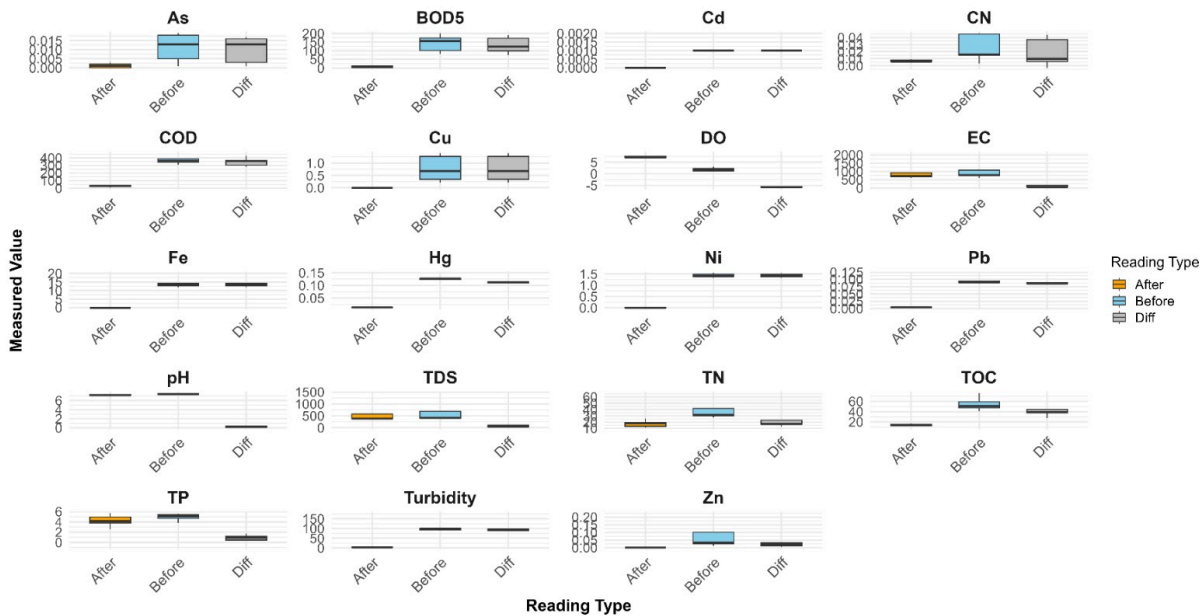 As
BOD5
Cd
CN
0.015
0.010
0.005
0.000
200
150
100
50
0
0.0020
0.0015
0.0010
0.0005
0.0000
0.04
0.03
0.02
0.01
0.00
After Before Diff
After Before Diff
After Before Diff
After Before Diff
COD
Cu
DO
EC
400
300
200
100
0
1.0
0.5
0.0
5
0
-5
2000
1500
1000
500
0
After Before Diff
After Before Diff
After Before Diff
After Before Diff
Fe
Hg
Ni
Pb
20
15
10
5
0
0.15
0.10
0.05
1.5
1.0
0.5
0.0
0.125
0.100
0.075
0.050
0.025
0.000
After Before Diff
After Before Diff
After Before Diff
After Before Diff
pH
TDS
TN
TOC
6
4
2
0
1500
1000
500
0
60
50
40
30
20
10
60
40
20
After Before Diff
After Before Diff
After Before Diff
After Before Diff
TP
Turbidity
Zn
6
4
2
0
150
100
50
0
0.20
0.15
0.10
0.05
0.00
After Before Diff
After Before Diff
After Before Diff
Measured Value
Reading Type
Reading Type
After
Before
Diff